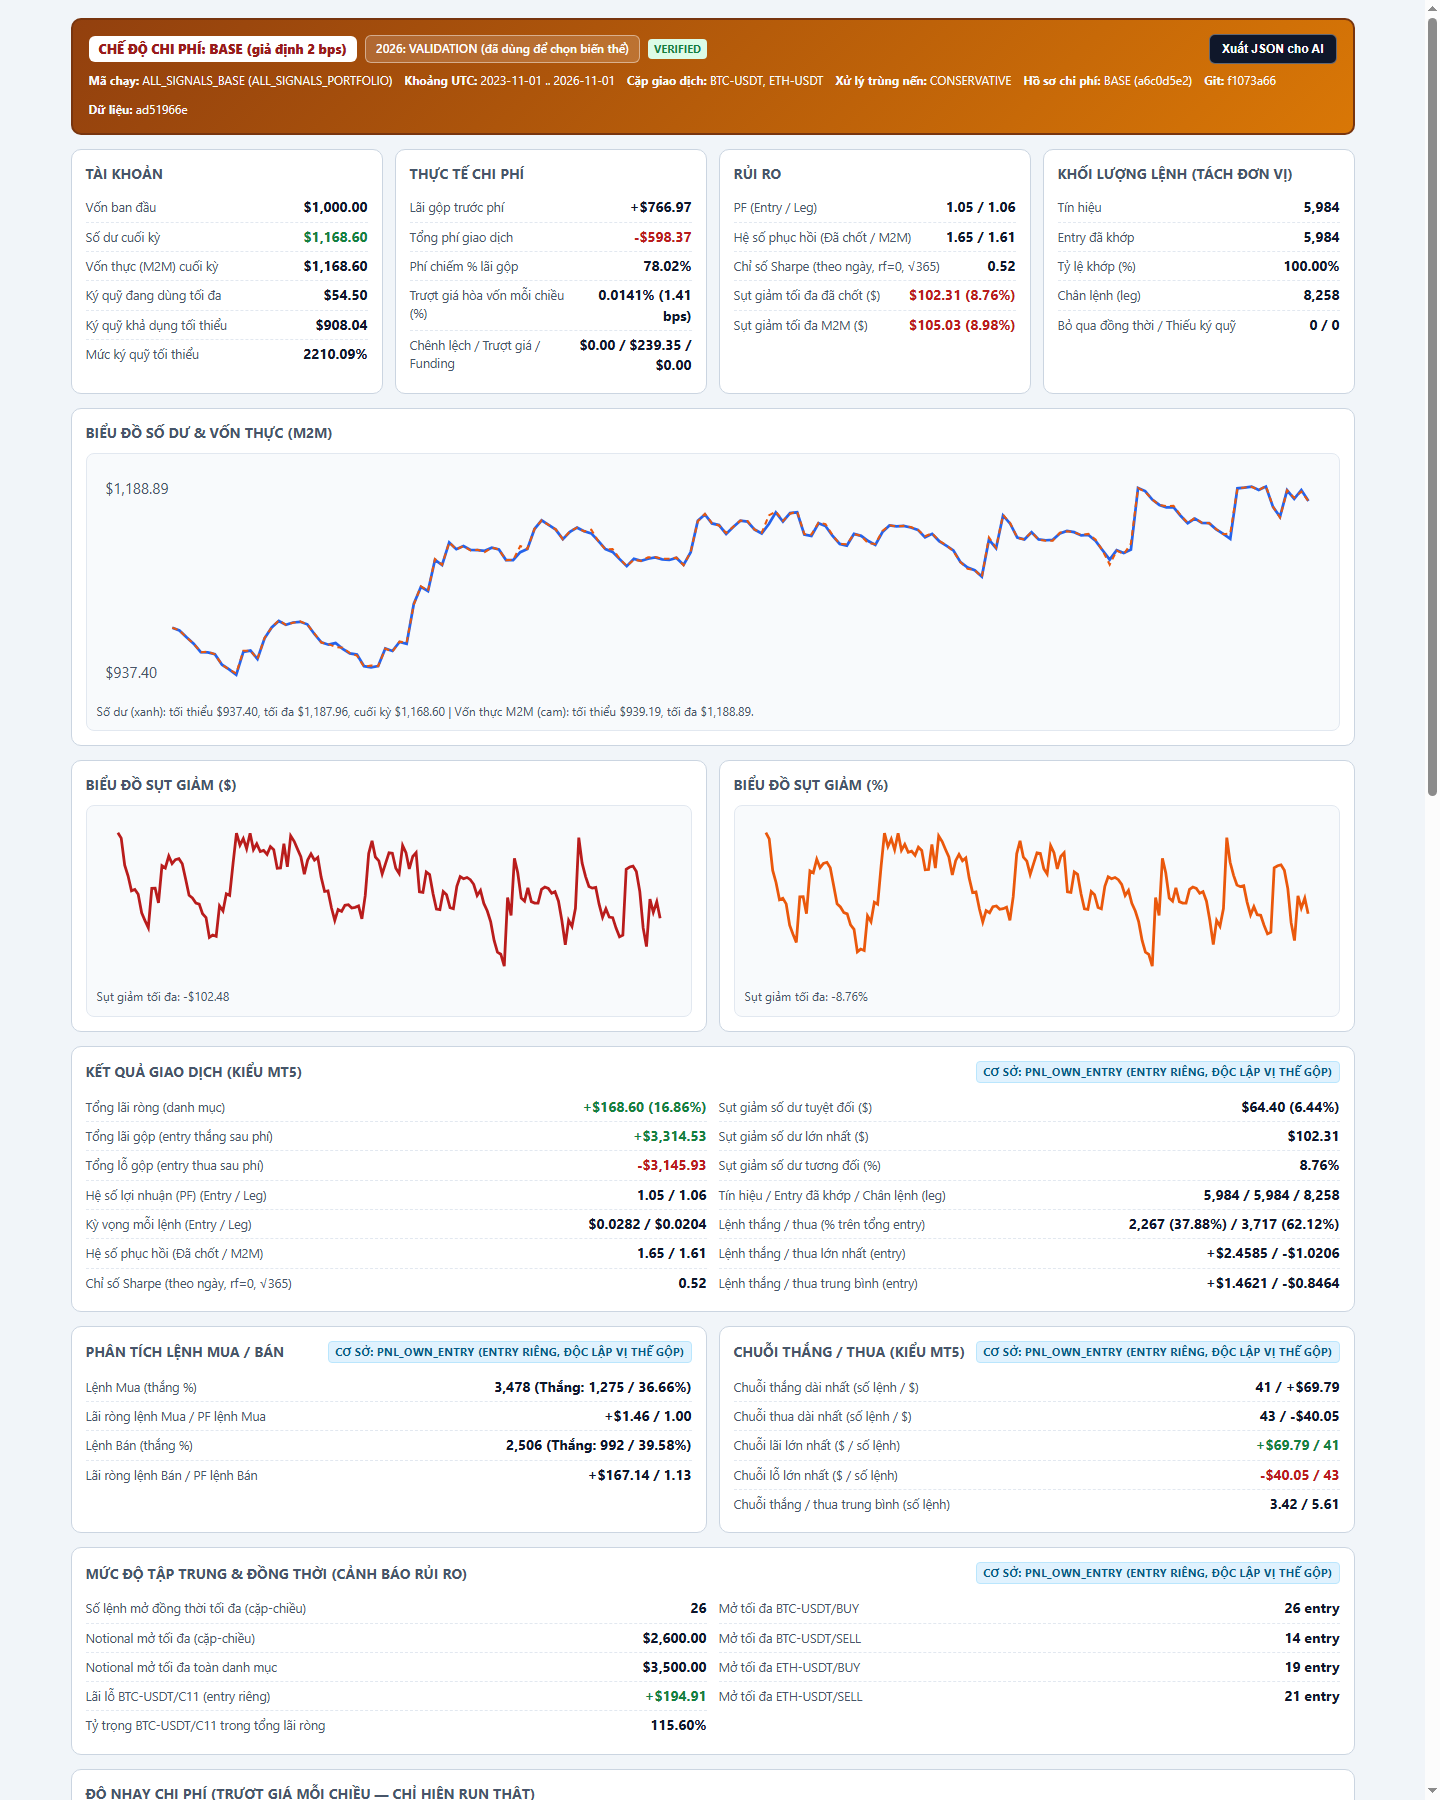 CHẾ ĐỘ CHI PHÍ: BASE (giả định 2 bps) 2026: VALIDATION (đã dùng để chọn biến thể) VERIFIED Xuất JSON cho AI
Mã chạy: ALL_SIGNALS_BASE (ALL_SIGNALS_PORTFOLIO) Khoảng UTC: 2023-11-01 .. 2026-11-01 Cặp giao dịch: BTC-USDT, ETH-USDT Xử lý trùng nến: CONSERVATIVE Hồ sơ chi phí: BASE (a6c0d5e2) Git: f1073a66
Dữ liệu: ad51966e
TÀI KHOẢN
Vốn ban đầu $1,000.00
Số dư cuối kỳ $1,168.60
Vốn thực (M2M) cuối kỳ $1,168.60
Ký quỹ đang dùng tối đa $54.50
Ký quỹ khả dụng tối thiểu $908.04
Mức ký quỹ tối thiểu 2210.09%
THỰC TẾ CHI PHÍ
Lãi gộp trước phí +$766.97
Tổng phí giao dịch -$598.37
Phí chiếm % lãi gộp 78.02%
Trượt giá hòa vốn mỗi chiều 0.0141% (1.41
(%) bps)
Chênh lệch / Trượt giá / $0.00 / $239.35 /
Funding $0.00
RỦI RO
PF (Entry / Leg) 1.05 / 1.06
Hệ số phục hồi (Đã chốt / M2M) 1.65 / 1.61
Chỉ số Sharpe (theo ngày, rf=0, √365) 0.52
Sụt giảm tối đa đã chốt ($) $102.31 (8.76%)
Sụt giảm tối đa M2M ($) $105.03 (8.98%)
KHỐI LƯỢNG LỆNH (TÁCH ĐƠN VỊ)
Tín hiệu 5,984
Entry đã khớp 5,984
Tỷ lệ khớp (%) 100.00%
Chân lệnh (leg) 8,258
Bỏ qua đồng thời / Thiếu ký quỹ 0 / 0
BIỂU ĐỒ SỐ DƯ & VỐN THỰC (M2M)
$1,188.89
$937.40
Số dư (xanh): tối thiểu $937.40, tối đa $1,187.96, cuối kỳ $1,168.60 | Vốn thực M2M (cam): tối thiểu $939.19, tối đa $1,188.89.
BIỂU ĐỒ SỤT GIẢM ($)
Sụt giảm tối đa: -$102.48
BIỂU ĐỒ SỤT GIẢM (%)
Sụt giảm tối đa: -8.76%
KẾT QUẢ GIAO DỊCH (KIỂU MT5) CƠ SỞ: PNL_OWN_ENTRY (ENTRY RIÊNG, ĐỘC LẬP VỊ THẾ GỘP)
Tổng lãi ròng (danh mục) +$168.60 (16.86%) Sụt giảm số dư tuyệt đối ($) $64.40 (6.44%)
Tổng lãi gộp (entry thắng sau phí) +$3,314.53 Sụt giảm số dư lớn nhất ($) $102.31
Tổng lỗ gộp (entry thua sau phí) -$3,145.93 Sụt giảm số dư tương đối (%) 8.76%
Hệ số lợi nhuận (PF) (Entry / Leg) 1.05 / 1.06 Tín hiệu / Entry đã khớp / Chân lệnh (leg) 5,984 / 5,984 / 8,258
Kỳ vọng mỗi lệnh (Entry / Leg) $0.0282 / $0.0204 Lệnh thắng / thua (% trên tổng entry) 2,267 (37.88%) / 3,717 (62.12%)
Hệ số phục hồi (Đã chốt / M2M) 1.65 / 1.61 Lệnh thắng / thua lớn nhất (entry) +$2.4585 / -$1.0206
Chỉ số Sharpe (theo ngày, rf=0, √365) 0.52 Lệnh thắng / thua trung bình (entry) +$1.4621 / -$0.8464
PHÂN TÍCH LỆNH MUA / BÁN CƠ SỞ: PNL_OWN_ENTRY (ENTRY RIÊNG, ĐỘC LẬP VỊ THẾ GỘP)
Lệnh Mua (thắng %) 3,478 (Thắng: 1,275 / 36.66%)
Lãi ròng lệnh Mua / PF lệnh Mua +$1.46 / 1.00
Lệnh Bán (thắng %) 2,506 (Thắng: 992 / 39.58%)
Lãi ròng lệnh Bán / PF lệnh Bán +$167.14 / 1.13
CHUỖI THẮNG / THUA (KIỂU MT5) CƠ SỞ: PNL_OWN_ENTRY (ENTRY RIÊNG, ĐỘC LẬP VỊ THẾ GỘP)
Chuỗi thắng dài nhất (số lệnh / $) 41 / +$69.79
Chuỗi thua dài nhất (số lệnh / $) 43 / -$40.05
Chuỗi lãi lớn nhất ($ / số lệnh) +$69.79 / 41
Chuỗi lỗ lớn nhất ($ / số lệnh) -$40.05 / 43
Chuỗi thắng / thua trung bình (số lệnh) 3.42 / 5.61
MỨC ĐỘ TẬP TRUNG & ĐỒNG THỜI (CẢNH BÁO RỦI RO) CƠ SỞ: PNL_OWN_ENTRY (ENTRY RIÊNG, ĐỘC LẬP VỊ THẾ GỘP)
Số lệnh mở đồng thời tối đa (cặp-chiều) 26 Mở tối đa BTC-USDT/BUY 26 entry
Notional mở tối đa (cặp-chiều) $2,600.00 Mở tối đa BTC-USDT/SELL 14 entry
Notional mở tối đa toàn danh mục $3,500.00 Mở tối đa ETH-USDT/BUY 19 entry
Lãi lỗ BTC-USDT/C11 (entry riêng) +$194.91 Mở tối đa ETH-USDT/SELL 21 entry
Tỷ trọng BTC-USDT/C11 trong tổng lãi ròng 115.60%
ĐỘ NHẠY CHI PHÍ (TRƯỢT GIÁ MỖI CHIỀU — CHỈ HIỆN RUN THẬT)